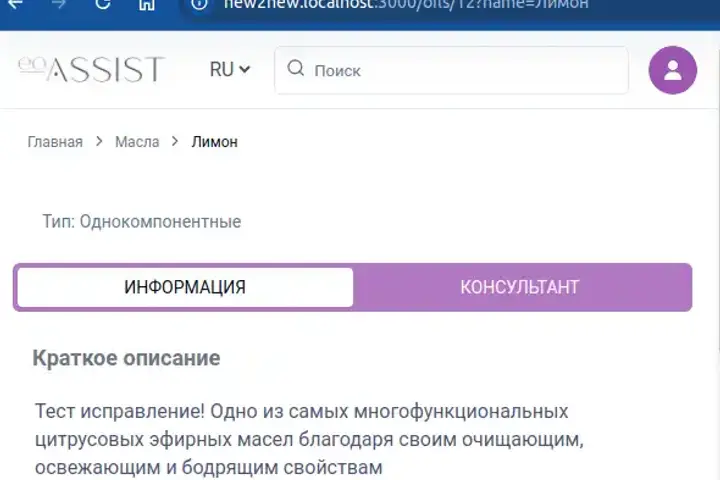 new2new.localhost:3000/oils/12?name=Лимон
eo ASSIST
RU
Поиск
Главная > Масла > Лимон
Тип: Однокомпонентные
ИНФОРМАЦИЯ
КОНСУЛЬТАНТ
Краткое описание
Тест исправление! Одно из самых многофункциональных
цитрусовых эфирных масел благодаря своим очищающим,
освежающим и бодрящим свойствам